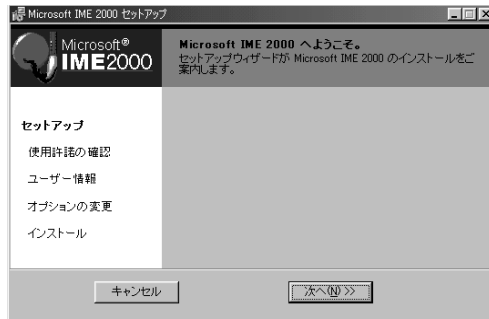 Microsoft IME 2000 セットアップ
Microsoft®
IME2000
Microsoft IME 2000 へようこそ。
セットアップウィザードが Microsoft IME 2000 のインストールをご
案内します。
セットアップ
使用許諾の確認
ユーザー情報
オプションの変更
インストール
キャンセル
次へ(N) >>